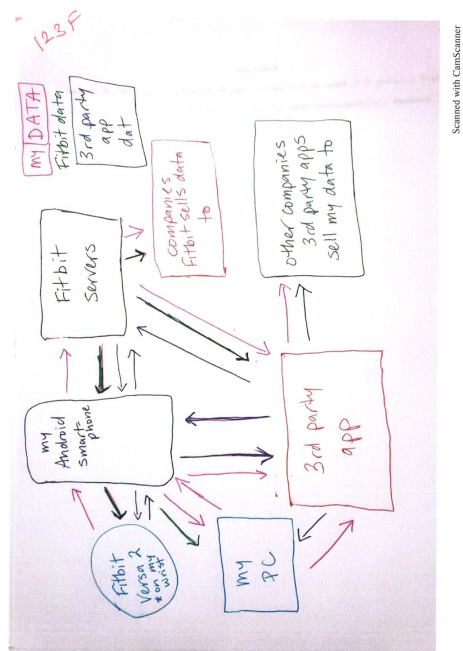 123F
my DATA
Fitbit data
3rd party
app
dat
Fitbit
servers
companies
Fitbit sells data
to
my
Android
smart-
phone
Fitbit
Versa 2
*on my
wrist
my
PC
3rd party
app
other companies
3rd party apps
sell my data to
Scanned with CamScanner